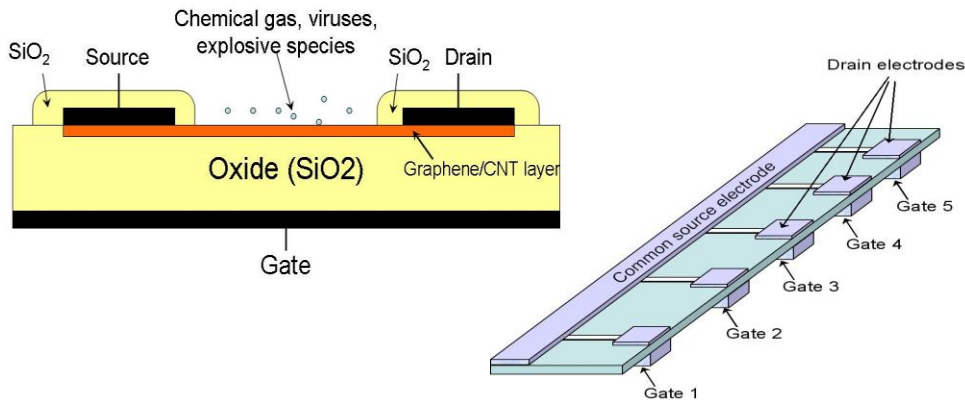 Chemical gas, viruses,
explosive species
SiO₂
Source
SiO₂
Drain
Oxide (SiO2)
Graphene/CNT layer
Gate
Drain electrodes
Common source electrode
Gate 5
Gate 4
Gate 3
Gate 2
Gate 1